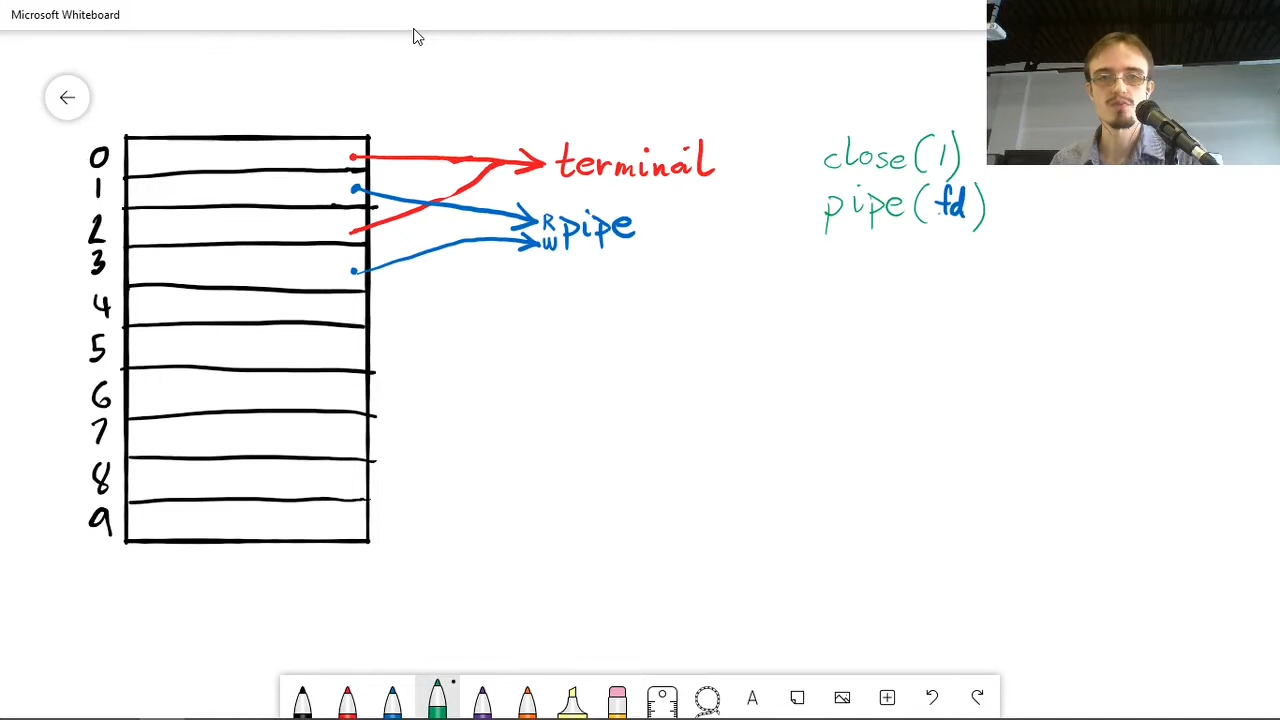 Microsoft Whiteboard
0
1
2
3
4
5
6
7
8
9
terminal
R
W
pipe
close(1)
pipe(fd)
A